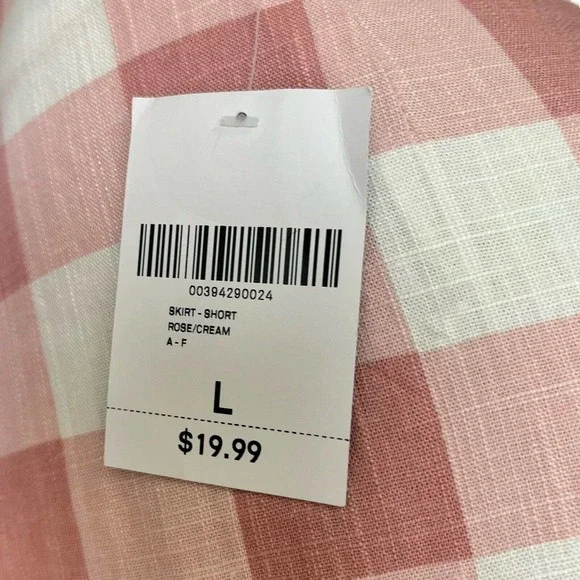 00394290024
SKIRT - SHORT
ROSE/CREAM
A - F
L
$19.99